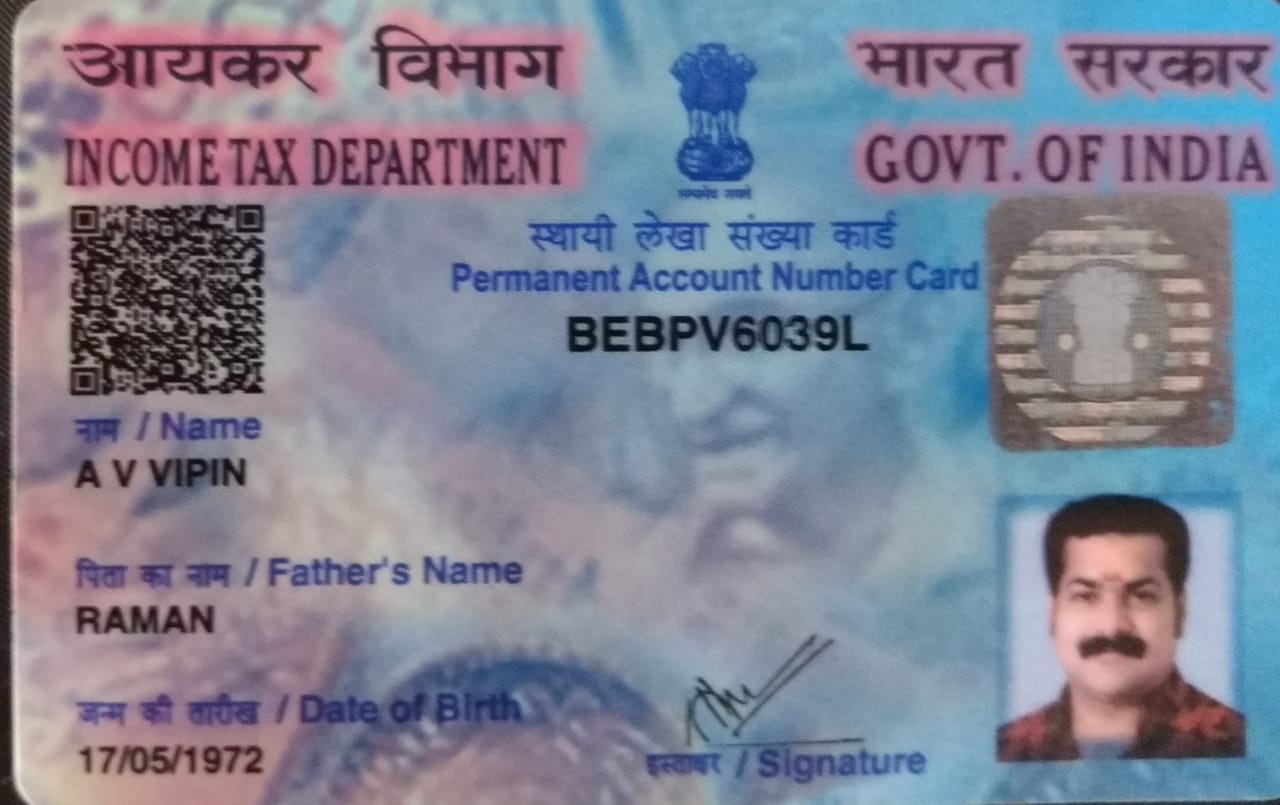 आयकर विभाग
INCOME TAX DEPARTMENT
भारत सरकार
GOVT. OF INDIA
सत्यमेव जयते
स्थायी लेखा संख्या कार्ड
Permanent Account Number Card
BEBPV6039L
नाम / Name
A V VIPIN
पिता का नाम / Father's Name
RAMAN
जन्म की तारीख / Date of Birth
17/05/1972
हस्ताक्षर / Signature